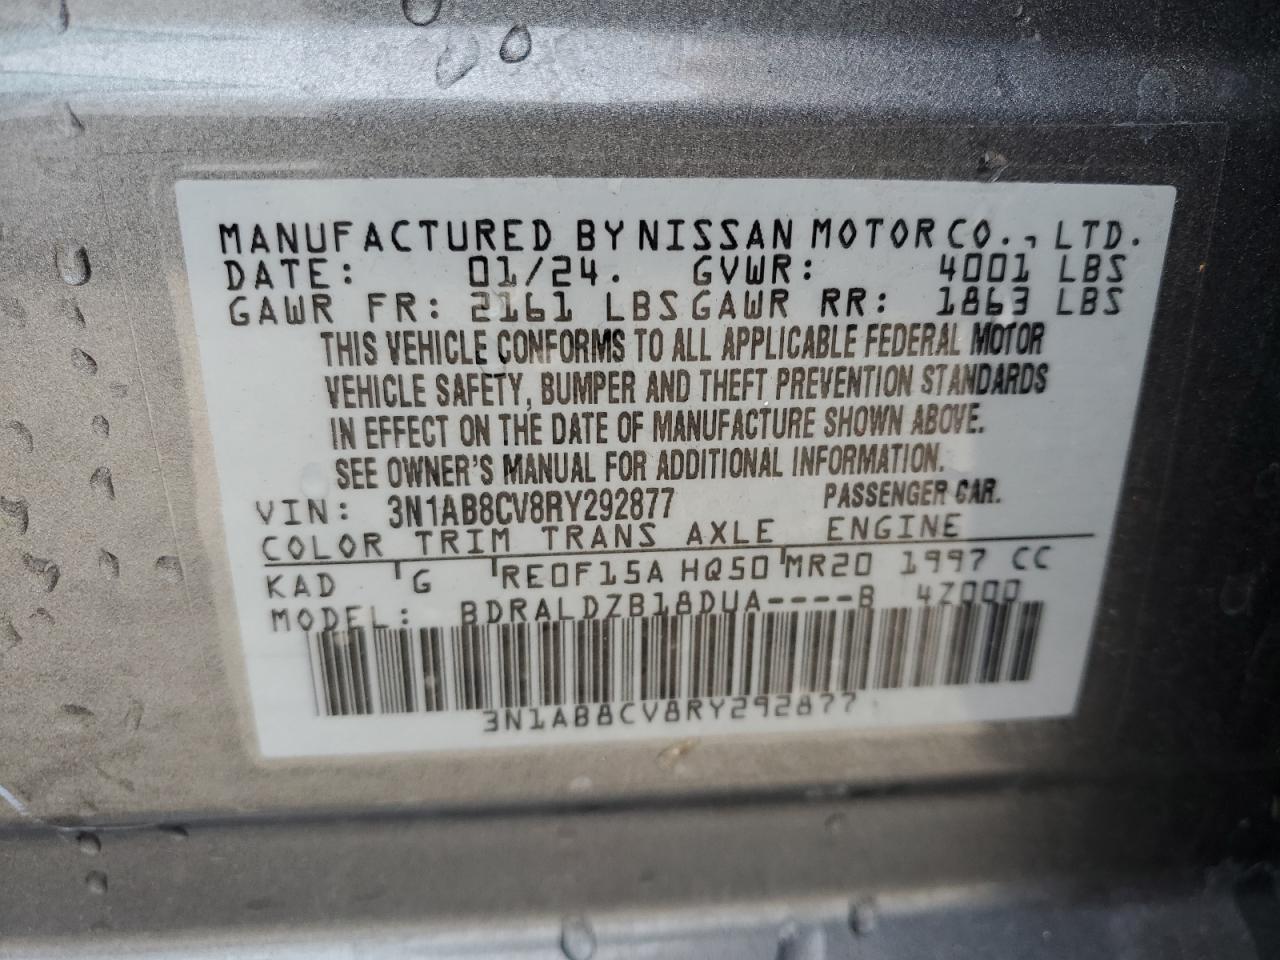 MANUFACTURED BY NISSAN MOTOR CO., LTD.
DATE: 01/24. GVWR: 4001 LBS
GAWR FR: 2161 LBS GAWR RR: 1863 LBS
THIS VEHICLE CONFORMS TO ALL APPLICABLE FEDERAL MOTOR
VEHICLE SAFETY, BUMPER AND THEFT PREVENTION STANDARDS
IN EFFECT ON THE DATE OF MANUFACTURE SHOWN ABOVE.
SEE OWNER'S MANUAL FOR ADDITIONAL INFORMATION.
VIN: 3N1AB8CV8RY292877 PASSENGER CAR.
COLOR TRIM TRANS AXLE ENGINE
KAD G RE0F15A HQ50 MR20 1997 CC
MODEL: BDRALDZB18DUA----B 4Z000
3N1AB8CV8RY292877